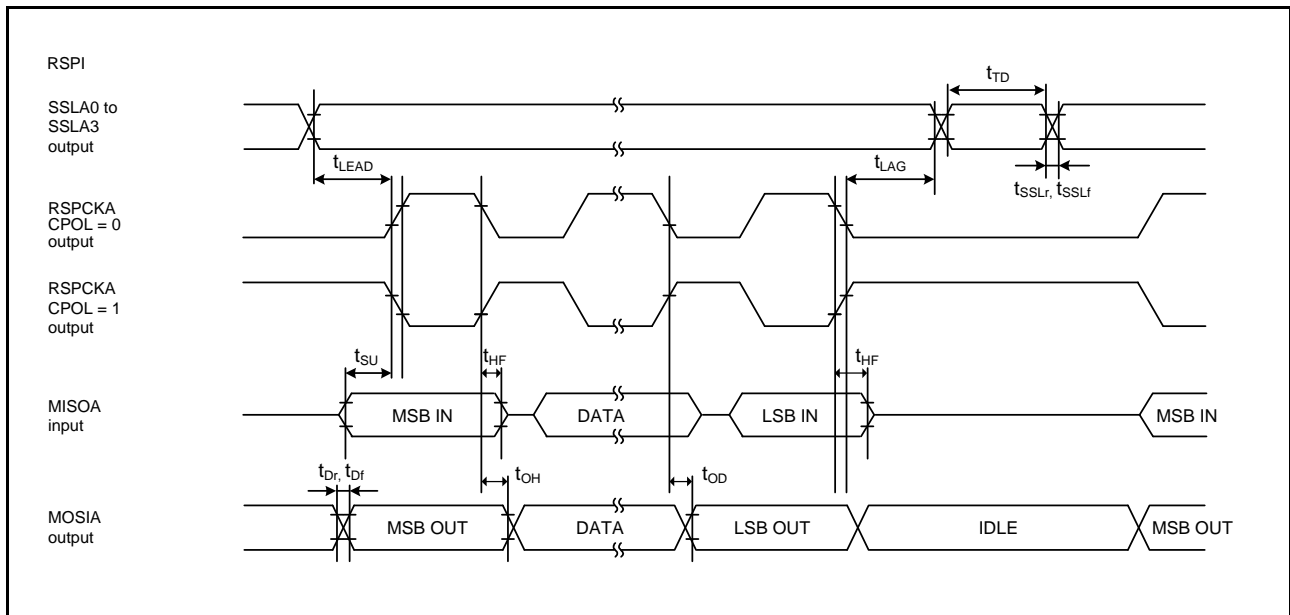 RSPI
SSLA0 to
SSLA3
output
tTD
tLEAD
tLAG
tSSLr, tSSLf
RSPCKA
CPOL = 0
output
RSPCKA
CPOL = 1
output
tSU
tHF
tHF
MISOA
input
MSB IN
DATA
LSB IN
MSB IN
tDr, tDf
tOH
tOD
MOSIA
output
MSB OUT
DATA
LSB OUT
IDLE
MSB OUT